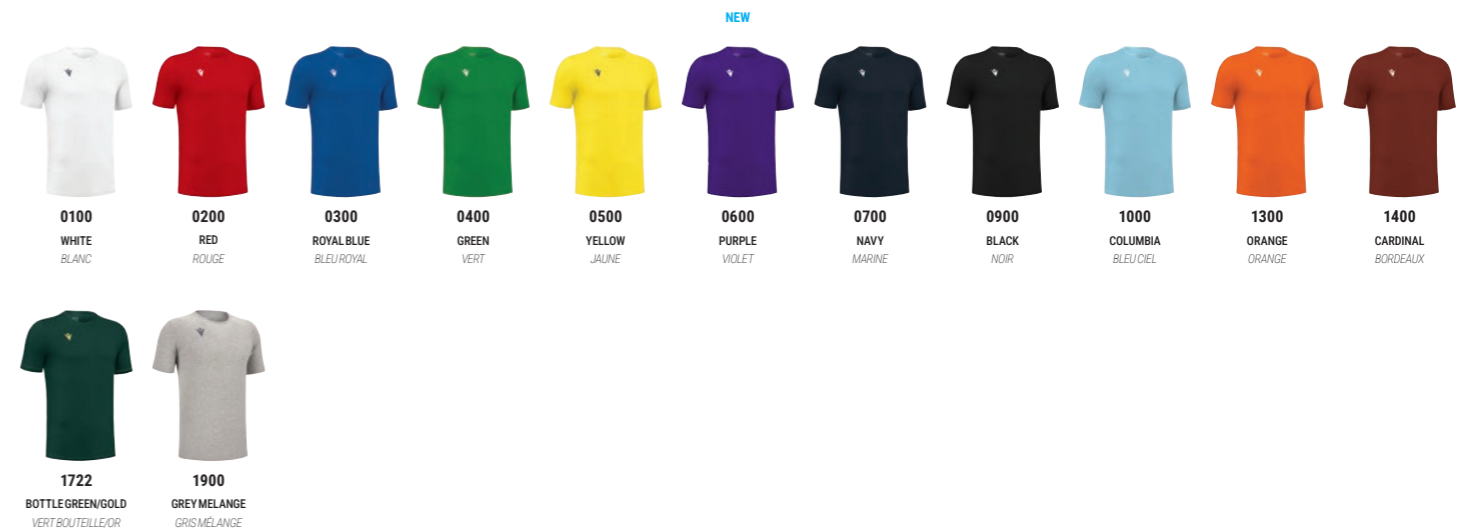 NEW
0100 0200 0300 0400 0500 0600 0700 0900 1000 1300 1400
WHITE RED ROYAL BLUE GREEN YELLOW PURPLE NAVY BLACK COLUMBIA ORANGE CARDINAL
BLANC ROUGE BLEU ROYAL VERT JAUNE VIOLET MARINE NOIR BLEU CIEL ORANGE BORDEAUX
1722 1900
BOTTLE GREEN/GOLD GREY MELANGE
VERT BOUTEILLE/OR GRIS MÉLANGE